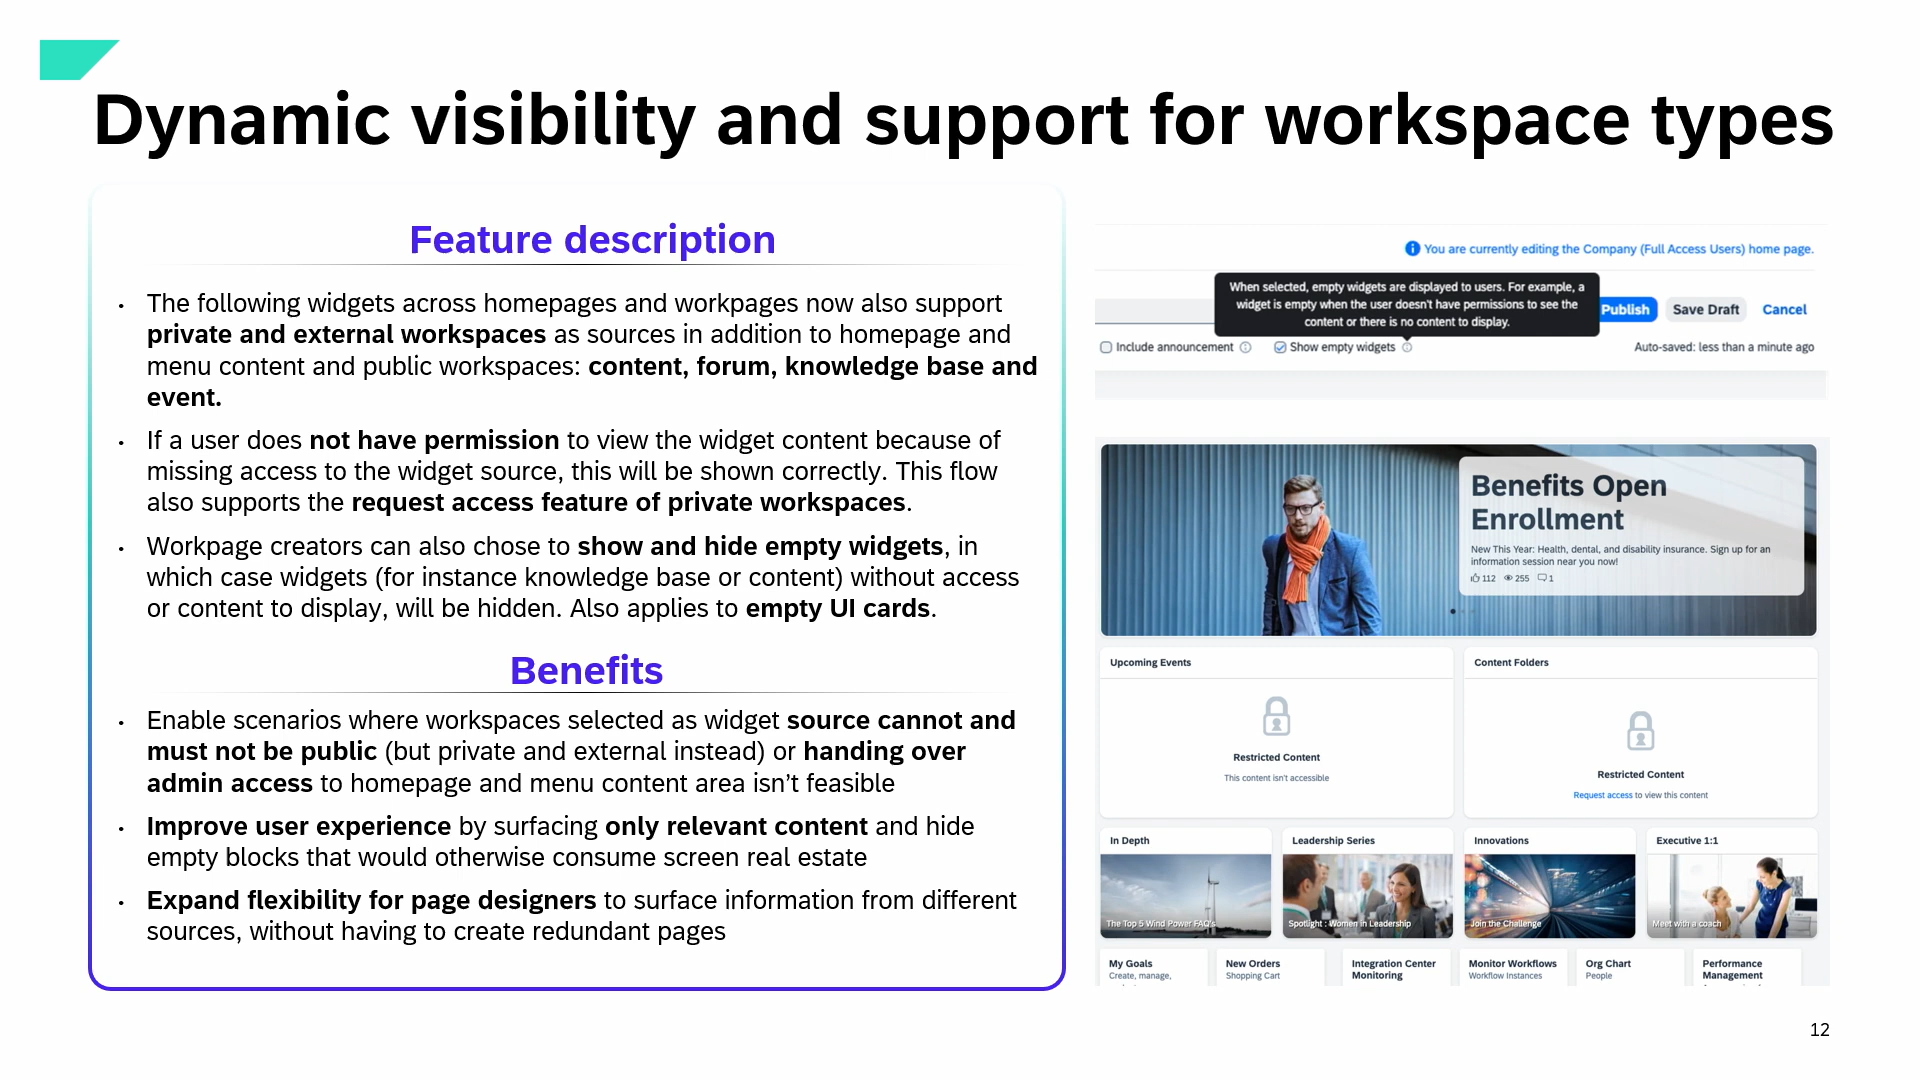 Dynamic visibility and support for workspace types
Feature description
• The following widgets across homepages and workpages now also support
private and external workspaces as sources in addition to homepage and
menu content and public workspaces: content, forum, knowledge base and
event.
• If a user does not have permission to view the widget content because of
missing access to the widget source, this will be shown correctly. This flow
also supports the request access feature of private workspaces.
• Workpage creators can also chose to show and hide empty widgets, in
which case widgets (for instance knowledge base or content) without access
or content to display, will be hidden. Also applies to empty UI cards.
Benefits
• Enable scenarios where workspaces selected as widget source cannot and
must not be public (but private and external instead) or handing over
admin access to homepage and menu content area isn’t feasible
• Improve user experience by surfacing only relevant content and hide
empty blocks that would otherwise consume screen real estate
• Expand flexibility for page designers to surface information from different
sources, without having to create redundant pages
You are currently editing the Company (Full Access Users) home page.
When selected, empty widgets are displayed to users. For example, a
widget is empty when the user doesn't have permissions to see the
content or there is no content to display.
Publish Save Draft Cancel
Include announcement Show empty widgets Auto-saved: less than a minute ago
Benefits Open
Enrollment
New This Year: Health, dental, and disability insurance. Sign up for an
information session near you now!
112 255 1
Upcoming Events
Restricted Content
This content isn't accessible
Content Folders
Restricted Content
Request access to view this content
In Depth
The Top 5 Wind Power FAQ's
Leadership Series
Spotlight : Women in Leadership
Innovations
Join the Challenge
Executive 1:1
Meet with a coach
My Goals
Create, manage,
New Orders
Shopping Cart
Integration Center
Monitoring
Monitor Workflows
Workflow Instances
Org Chart
People
Performance
Management
12